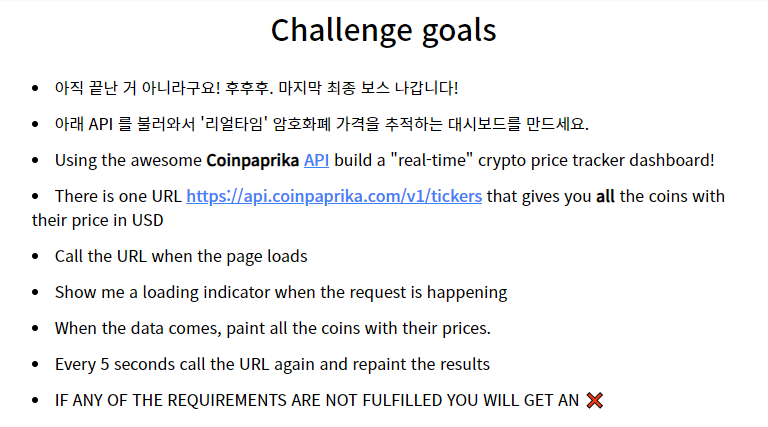 Challenge goals
• 아직 끝난 거 아니라구요! 후후후. 마지막 최종 보스 나갑니다!
• 아래 API 를 불러와서 '리얼타임' 암호화폐 가격을 추적하는 대시보드를 만드세요.
• Using the awesome Coinpaprika API build a "real-time" crypto price tracker dashboard!
• There is one URL https://api.coinpaprika.com/v1/tickers that gives you all the coins with
their price in USD
• Call the URL when the page loads
• Show me a loading indicator when the request is happening
• When the data comes, paint all the coins with their prices.
• Every 5 seconds call the URL again and repaint the results
• IF ANY OF THE REQUIREMENTS ARE NOT FULFILLED YOU WILL GET AN ❌